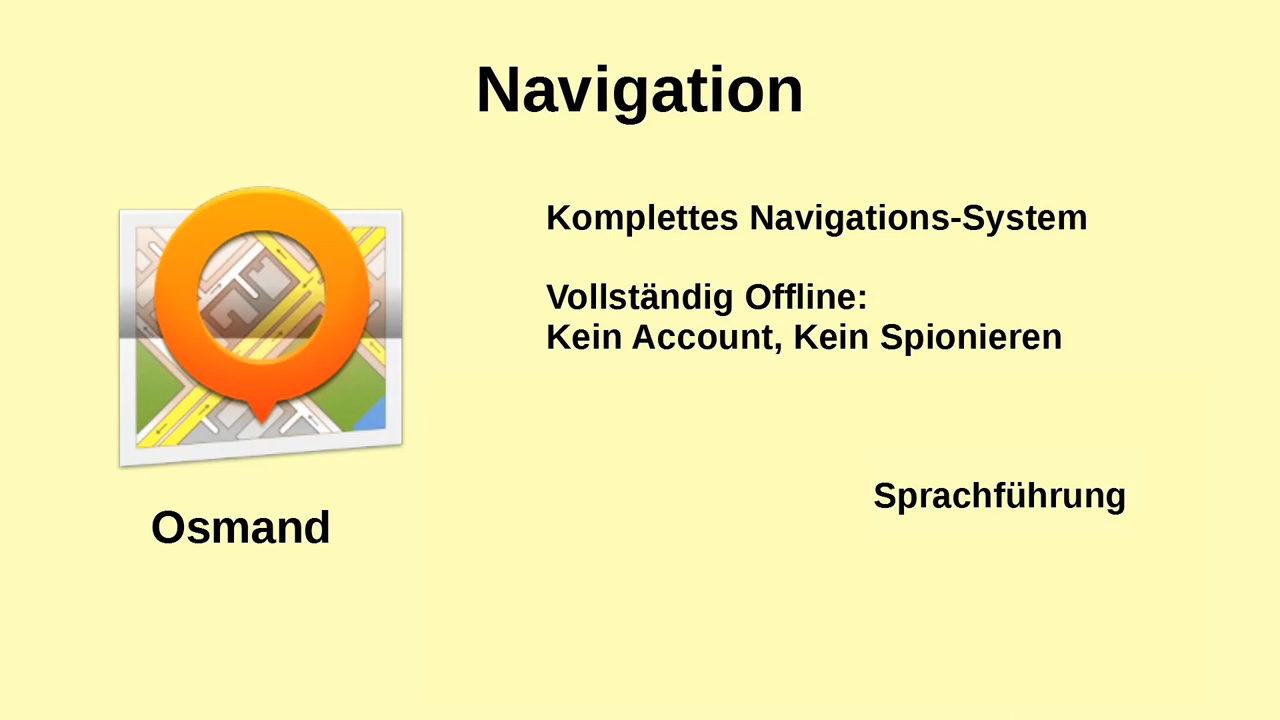 Navigation
Komplettes Navigations-System
Vollständig Offline:
Kein Account, Kein Spionieren
Sprachführung
Osmand